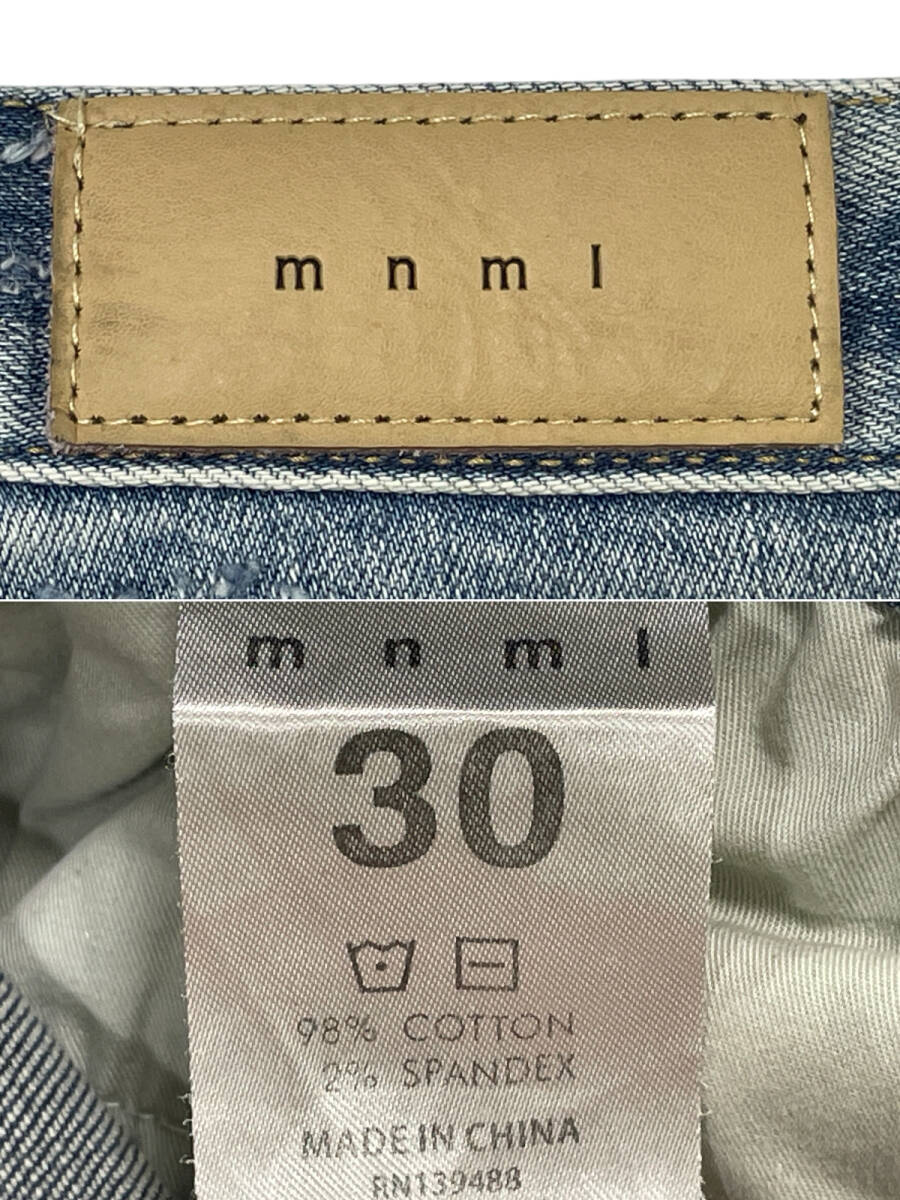 m n m l
m n m l
30
98% COTTON
2% SPANDEX
MADE IN CHINA
RN139488